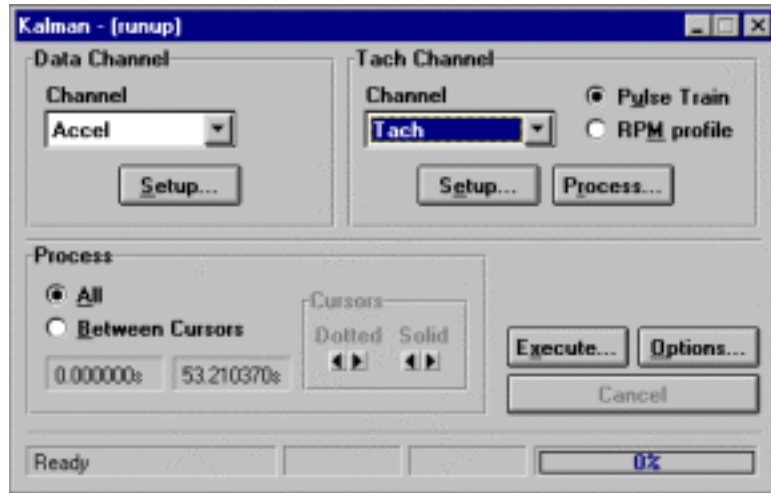 Kalman - (runup)
Data Channel
Channel
Accel
Setup...
Tach Channel
Channel
Tach
Pulse Train
RPM profile
Setup...
Process...
Process
All
Between Cursors
0.000000s
53.210370s
Cursors
Dotted
Solid
Execute...
Options...
Cancel
Ready
0%